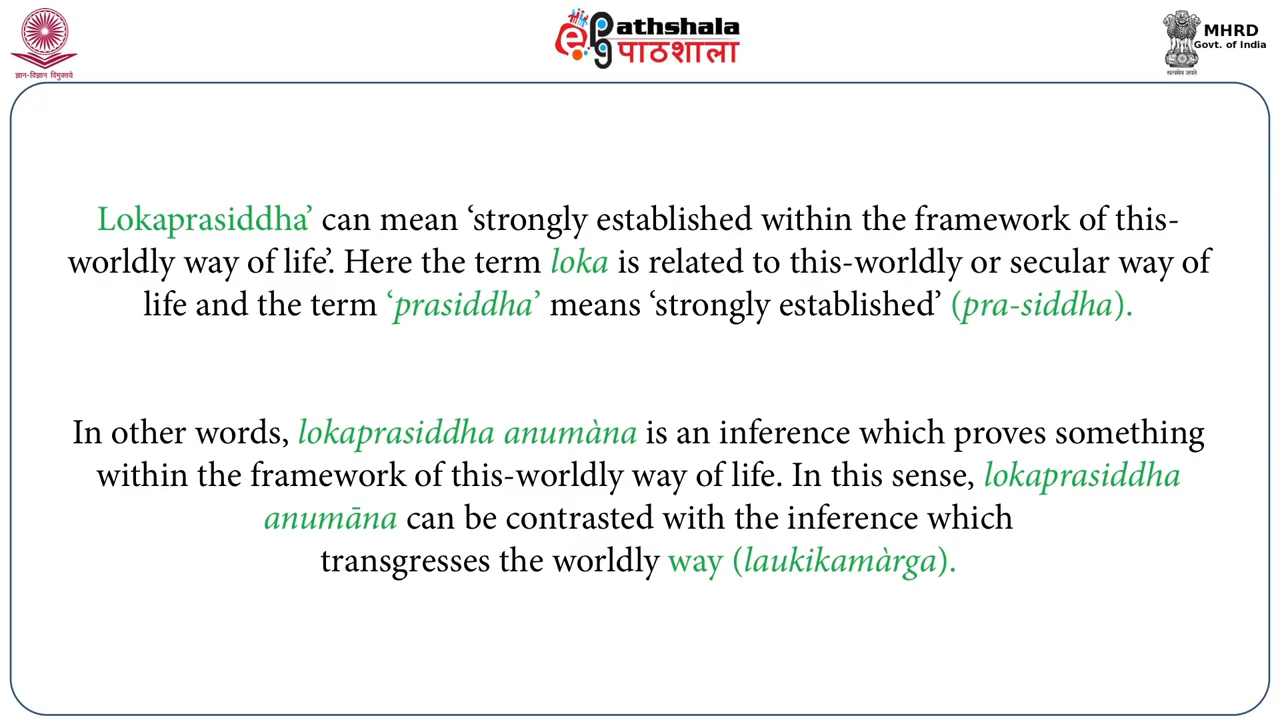 ज्ञान-विज्ञान विमुक्तये
ePathshala
पाठशाला
MHRD
Govt. of India
सत्यमेव जयते
Lokaprasiddha’ can mean ‘strongly established within the framework of this-
worldly way of life’. Here the term loka is related to this-worldly or secular way of
life and the term ‘prasiddha’ means ‘strongly established’ (pra-siddha).
In other words, lokaprasiddha anumàna is an inference which proves something
within the framework of this-worldly way of life. In this sense, lokaprasiddha
anumāna can be contrasted with the inference which
transgresses the worldly way (laukikamàrga).